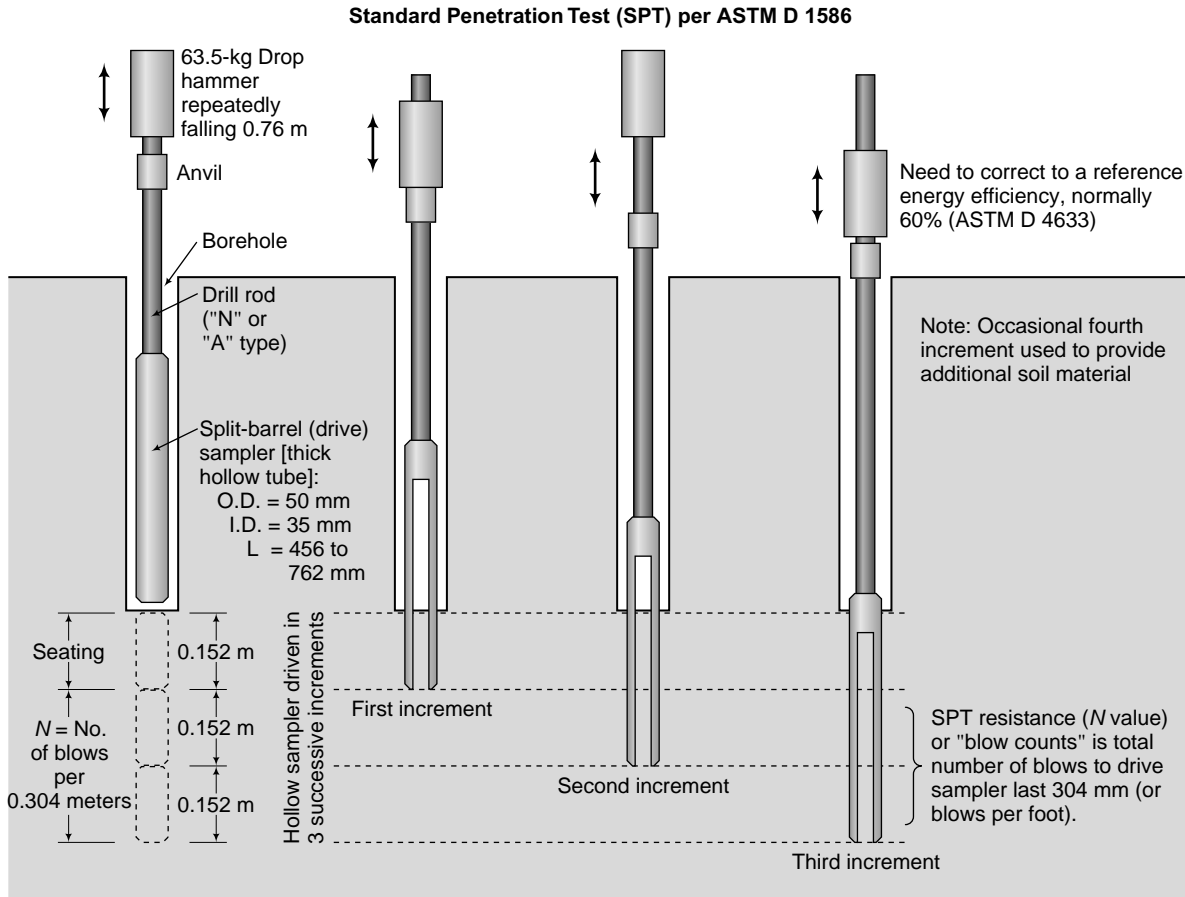 Standard Penetration Test (SPT) per ASTM D 1586
63.5-kg Drop
hammer
repeatedly
falling 0.76 m
Anvil
Need to correct to a reference
energy efficiency, normally
60% (ASTM D 4633)
Borehole
Drill rod
("N" or
"A" type)
Note: Occasional fourth
increment used to provide
additional soil material
Split-barrel (drive)
sampler [thick
hollow tube]:
O.D. = 50 mm
I.D. = 35 mm
L = 456 to
762 mm
Seating
0.152 m
N = No.
of blows
per
0.304 meters
0.152 m
0.152 m
Hollow sampler driven in
3 successive increments
First increment
Second increment
Third increment
SPT resistance (N value)
or "blow counts" is total
number of blows to drive
sampler last 304 mm (or
blows per foot).